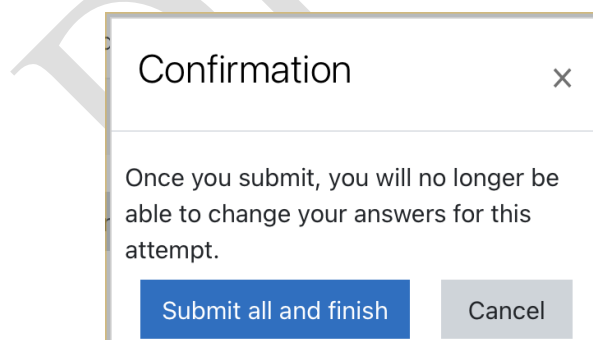 Confirmation
×
Once you submit, you will no longer be
able to change your answers for this
attempt.
Submit all and finish
Cancel